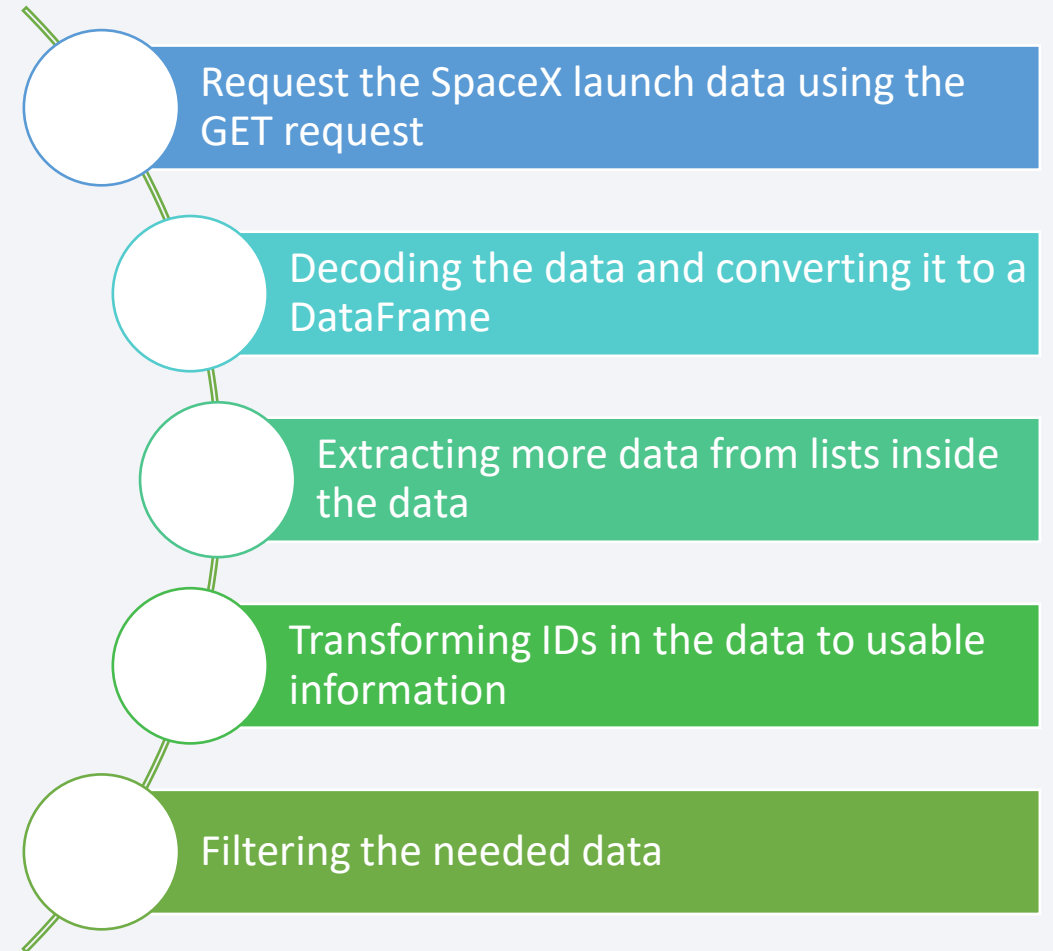 Request the SpaceX launch data using the
GET request
Decoding the data and converting it to a
DataFrame
Extracting more data from lists inside
the data
Transforming IDs in the data to usable
information
Filtering the needed data